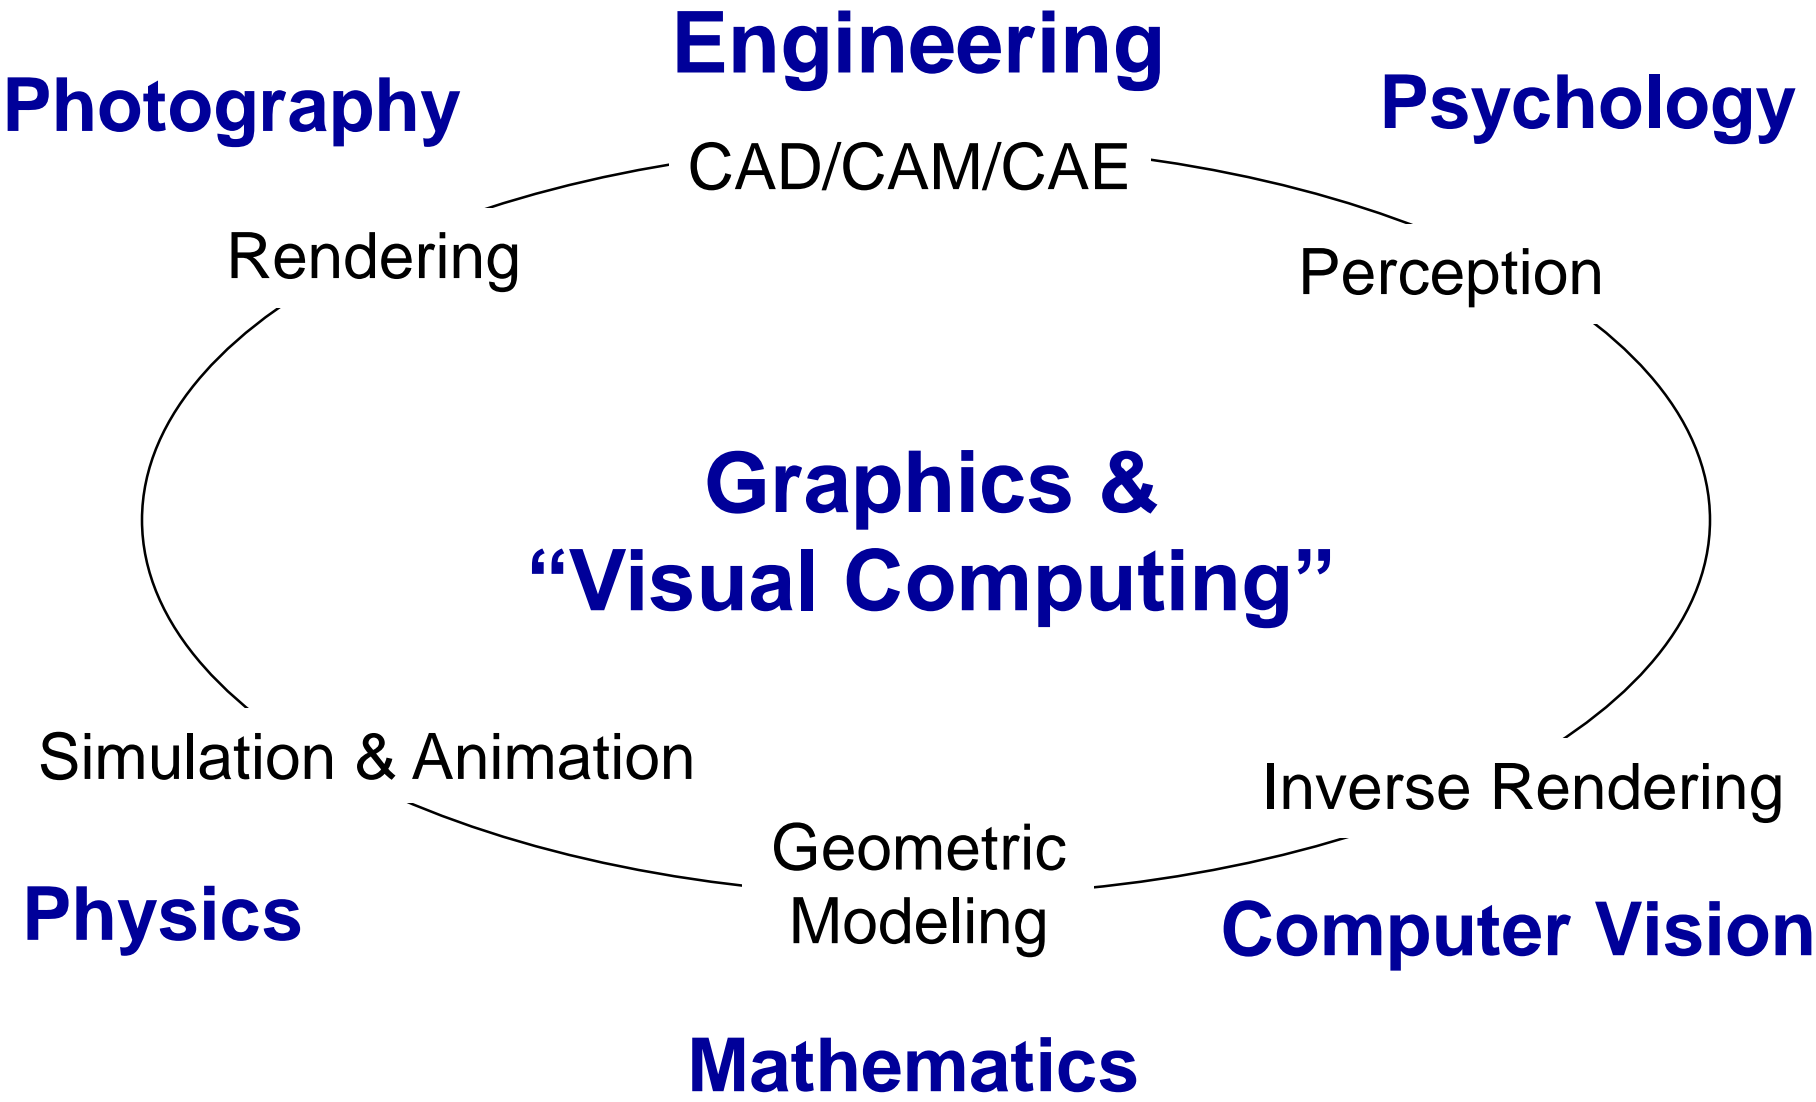 Engineering
Photography
Psychology
CAD/CAM/CAE
Rendering
Perception
Graphics &
“Visual Computing”
Simulation & Animation
Inverse Rendering
Geometric
Modeling
Physics
Computer Vision
Mathematics